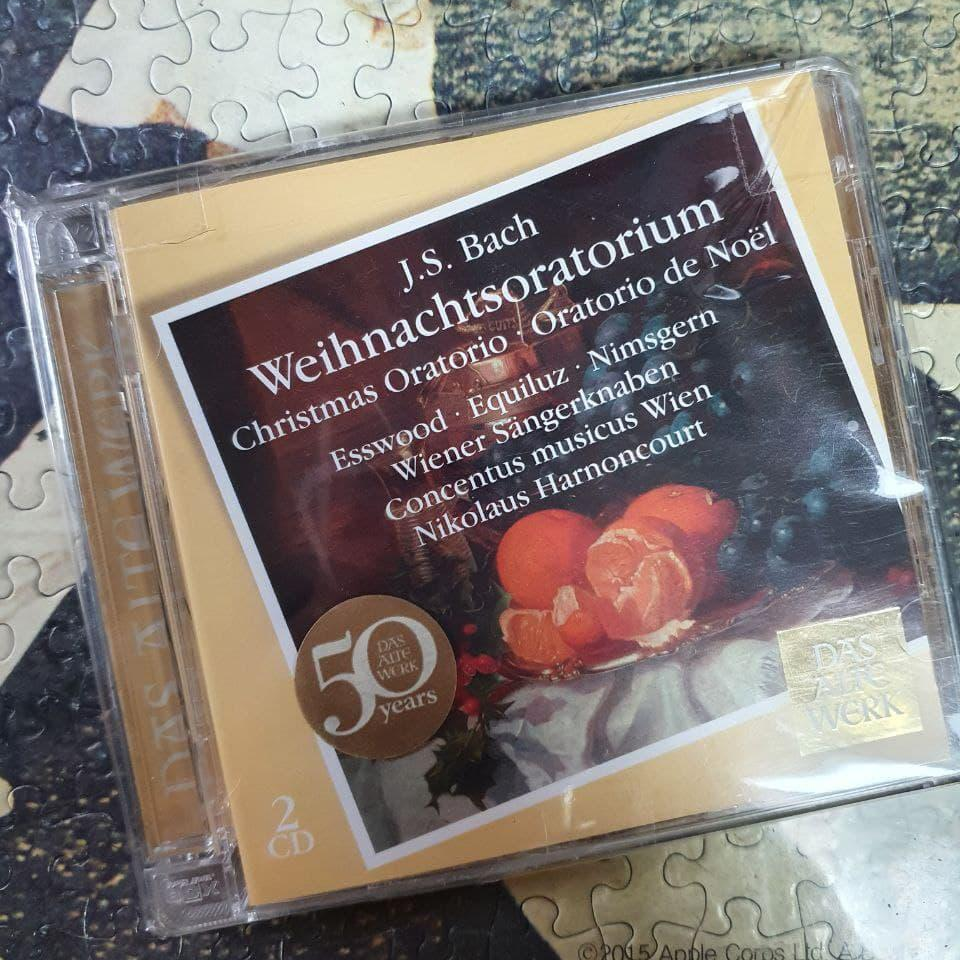 J.S. Bach
Weihnachtsoratorium
Christmas Oratorio · Oratorio de Noël
Esswood · Equiluz · Nimsgern
Wiener Sängerknaben
Concentus musicus Wien
Nikolaus Harnoncourt
50
DAS
ALTE
WERK
years
DAS
ALTE
WERK
2
CD
DAS ALTE WERK
©2015 Apple Corps Ltd. A